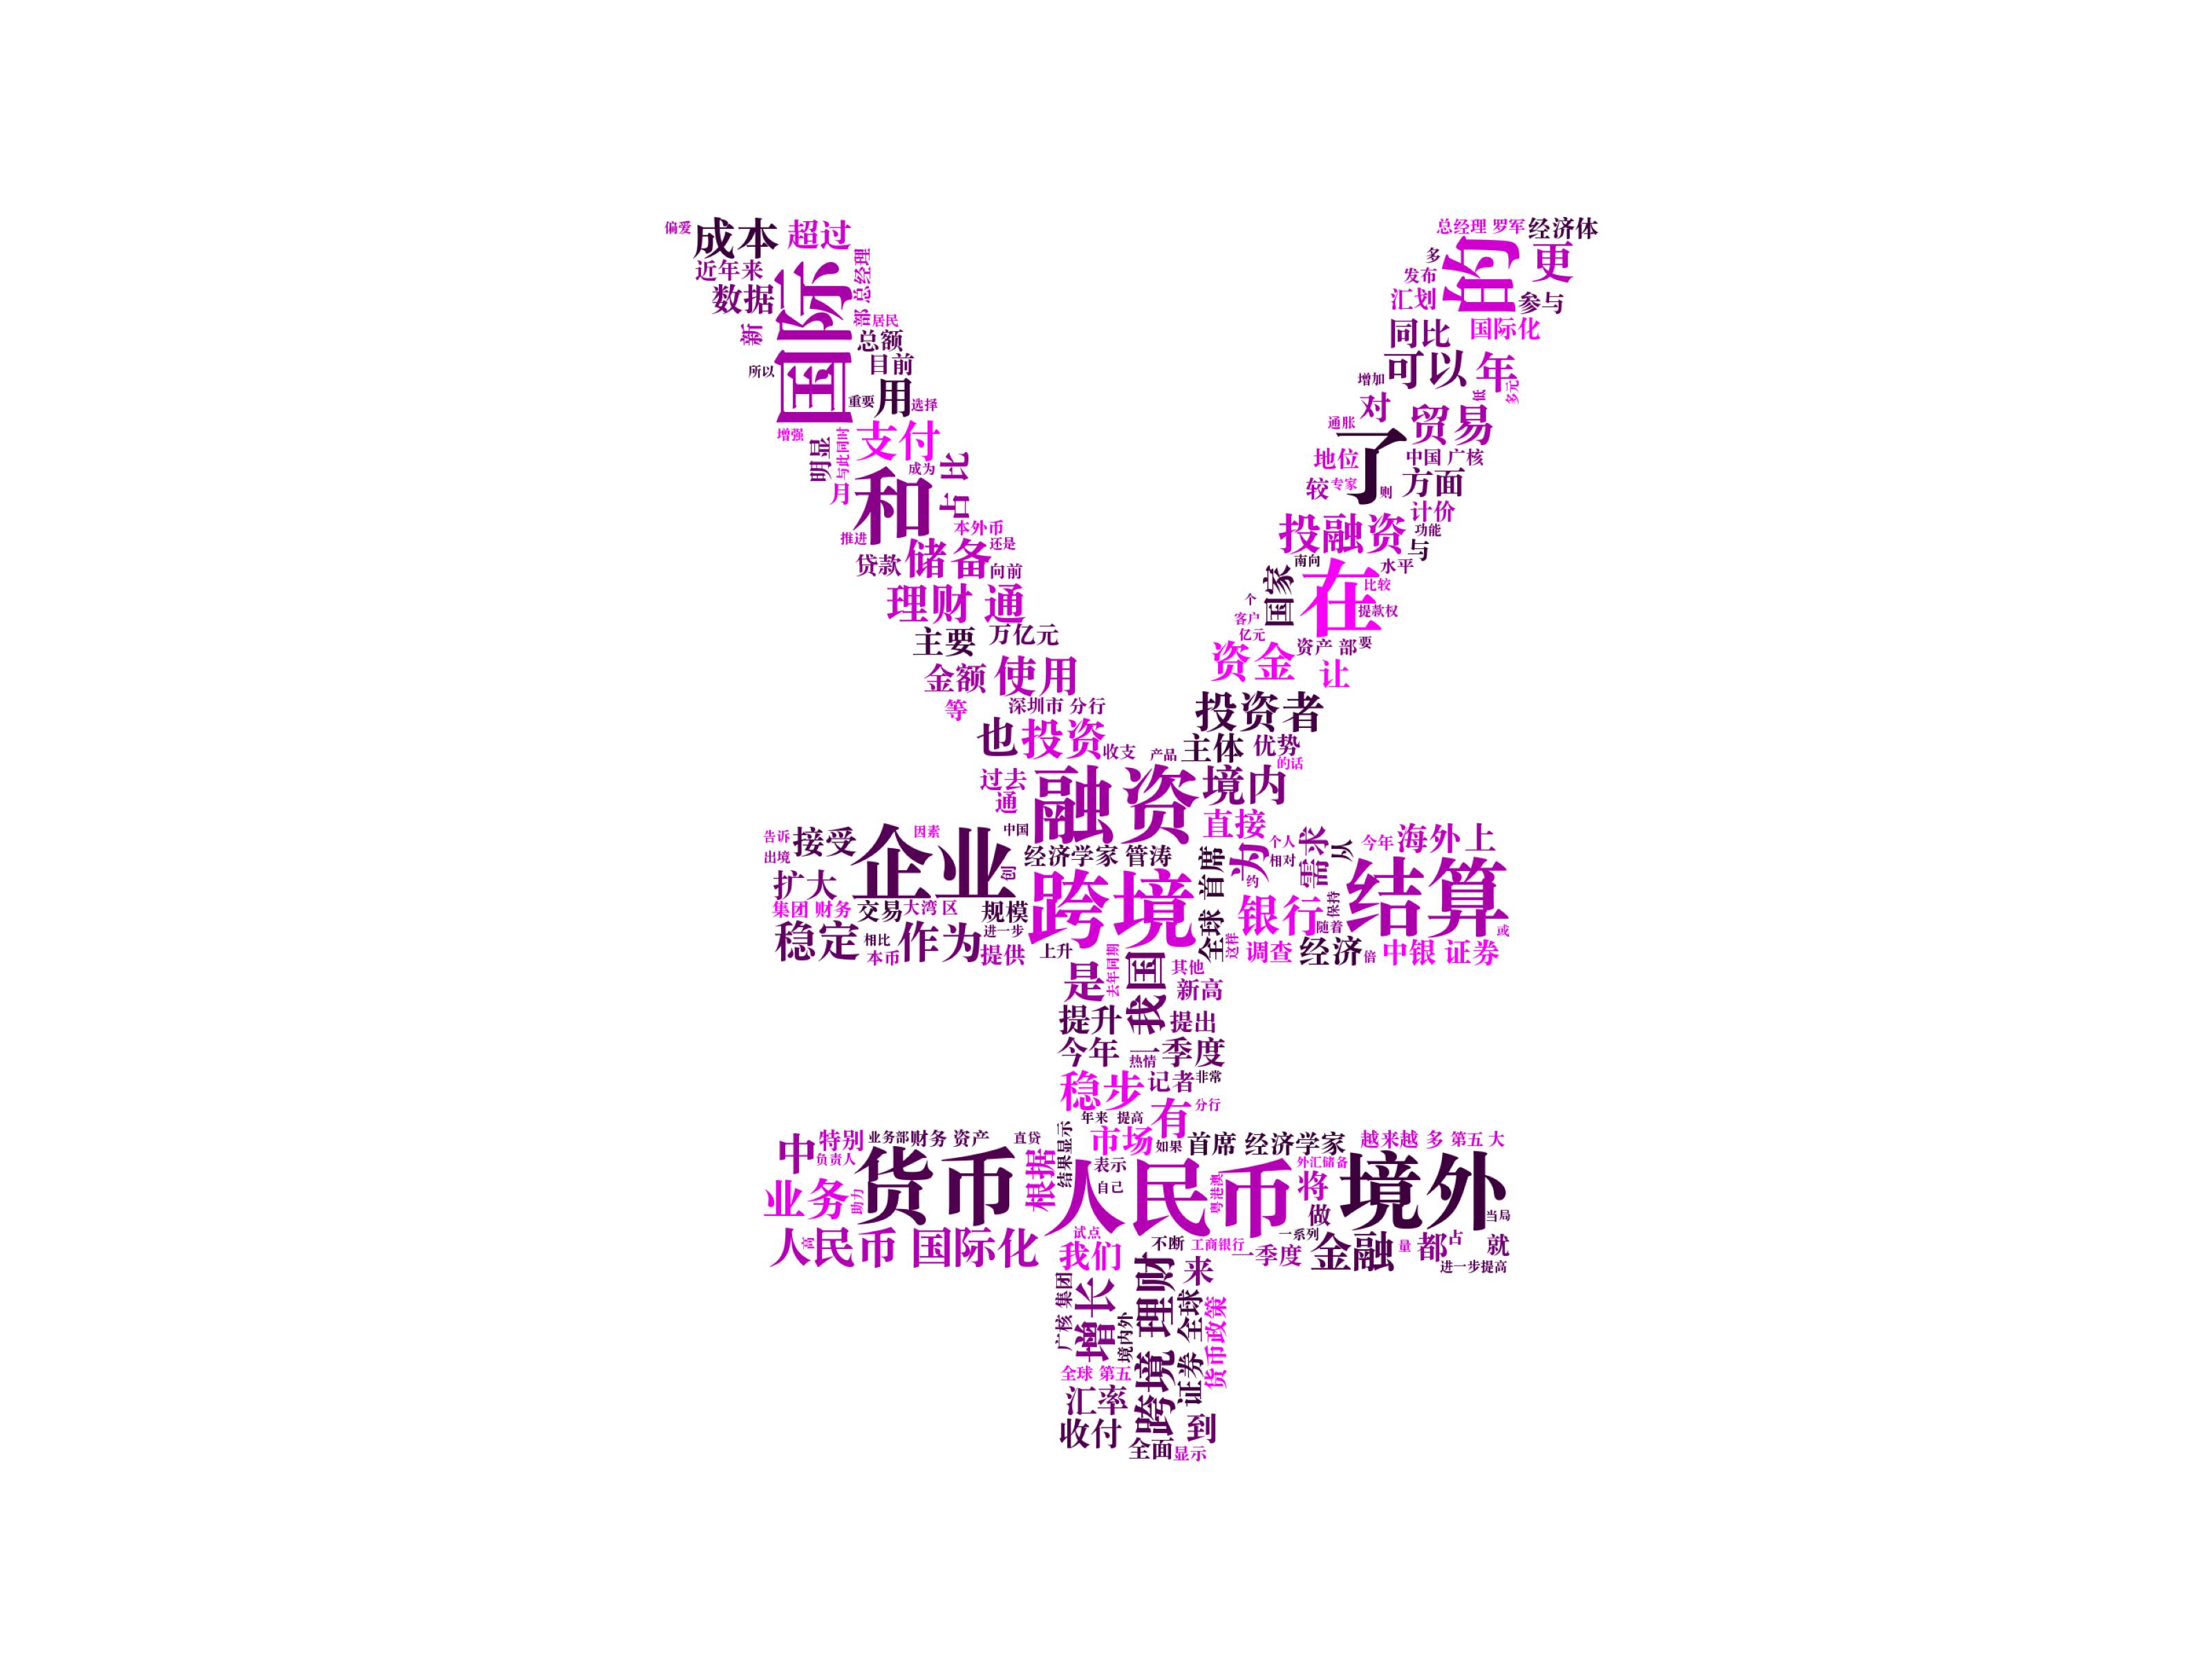 偏爱 成本 超过
总经理 罗军 经济体
近年来 国际 总经理
多 的 更
数据
发布
汇划 参与
新 部 居民
同比 国际化
总额
所以 目前
可以 年
增加 低 多元
重要 用 选择
对
通胀 贸易
增强 明显 与此同时 支付
了
地位 中国 广核
成为 占比
月 和
较 专家 则 方面
计价
推进 本外币
投融资 功能
还是 与
贷款 储备 向前
南向 水平
国家 在 比较
理财 通
个 提款权
客户
亿元
主要 万亿元
资金 资产 部 要
金额 使用
让
等 深圳市 分行
投资者
也 投资 收支 产品 主体 优势
的话
过去 融资 境内
通
直接
告诉 接受 企业 因素 中国
个人 需求 从 今年 海外 上
出境
经济学家 管涛 首席 为 相对
扩大 创 约
结算
集团 财务 交易 大湾 区 规模 跨境 全球 银行 保持
稳定 相比 作为 进一步 这样 随着 或
本币 提供 上升 调查 经济 倍 中银 证券
是 去年同期 我国 其他
新高
提升 提出
今年 一季度
热情
稳步 记者 非常
有 分行
年来 提高
中 特别 业务部 财务 资产 直贷 结果显示 市场 如果 首席 经济学家 越来越 多 第五 大
负责人 货币 根据 人民币 表示 外汇储备 境外
业务 助力 自己 粤港澳 将
做 当局
人民币 国际化 高 试点 一系列
我们 不断 工商银行 一季度 金融 量 都 占 就
进一步提高
广核 集团 增长 境内外 跨境 理财 来
证券 全球 货币政策
全球 第五
汇率
收付 到
全面 显示